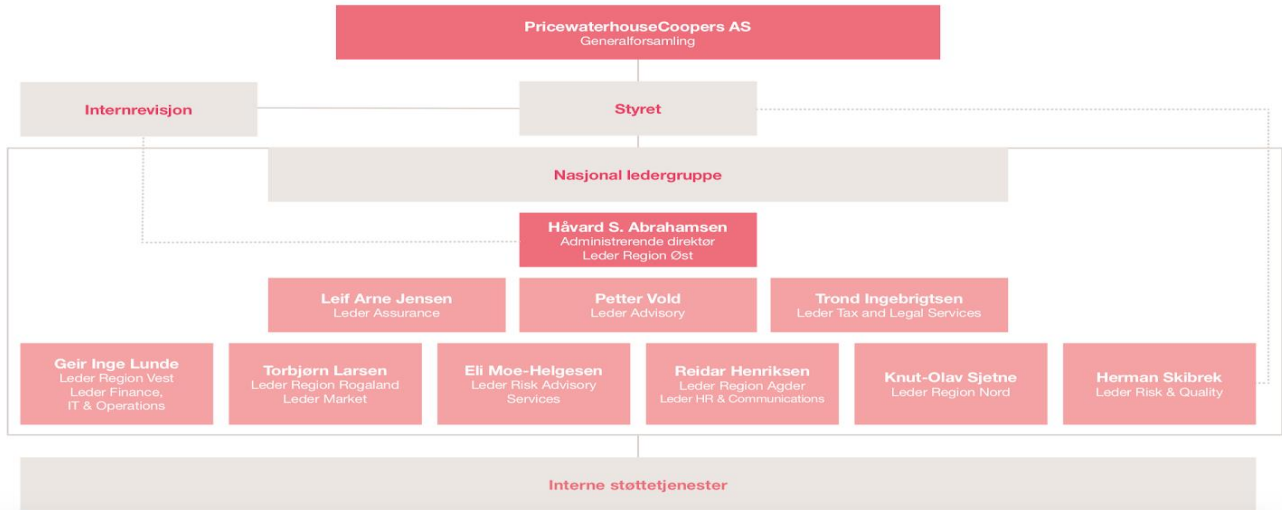 PricewaterhouseCoopers AS
Generalforsamling
Internrevisjon
Styret
Nasjonal ledergruppe
Håvard S. Abrahamsen
Administrerende direktør
Leder Region Øst
Leif Arne Jensen
Leder Assurance
Petter Vold
Leder Advisory
Trond Ingebrigtsen
Leder Tax and Legal Services
Geir Inge Lunde
Leder Region Vest
Leder Finance,
IT & Operations
Torbjørn Larsen
Leder Region Rogaland
Leder Market
Eli Moe-Helgesen
Leder Risk Advisory
Services
Reidar Henriksen
Leder Region Agder
Leder HR & Communications
Knut-Olav Sjetne
Leder Region Nord
Herman Skibrek
Leder Risk & Quality
Interne støttetjenester